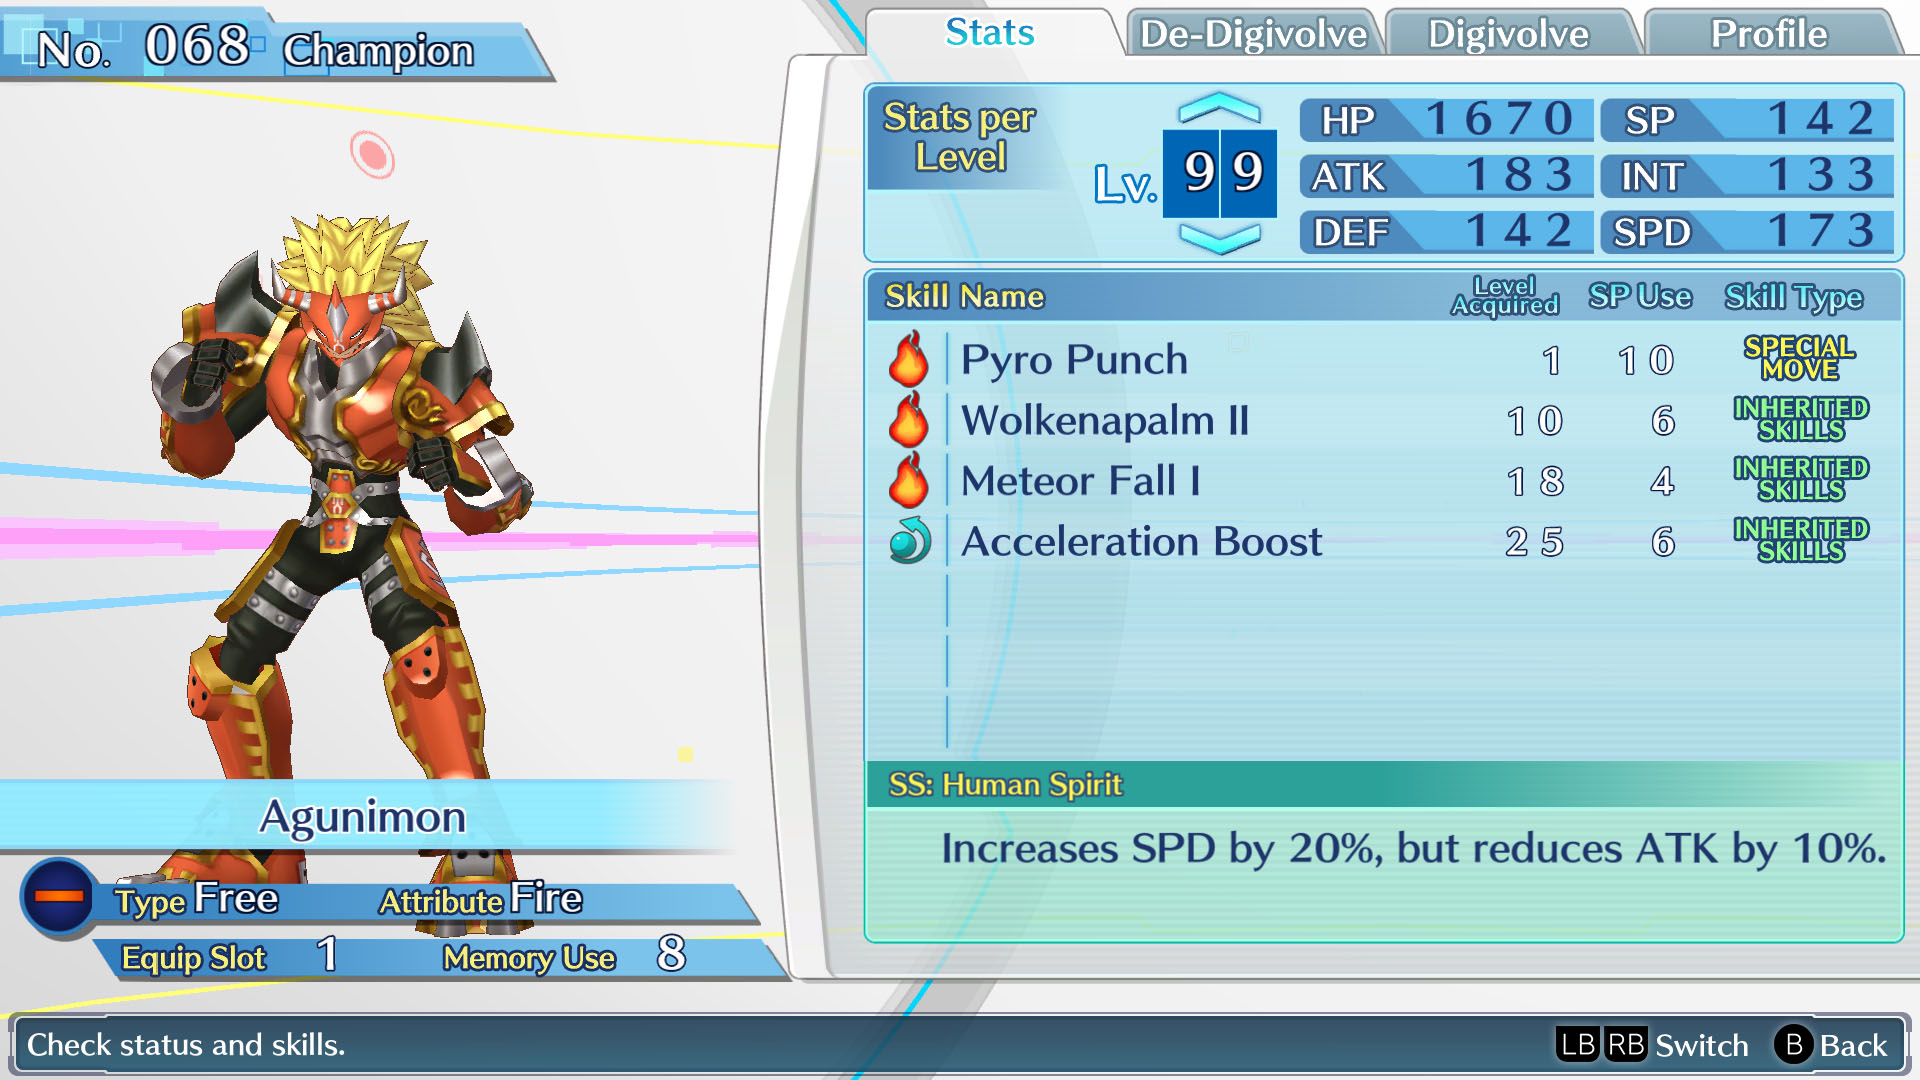 No. 068 Champion
Stats De-Digivolve Digivolve Profile
Stats per
Level
Lv. 99
HP 1670 SP 142
ATK 183 INT 133
DEF 142 SPD 173
Skill Name Level Acquired SP Use Skill Type
Pyro Punch 1 10 SPECIAL MOVE
Wolkenapalm II 10 6 INHERITED SKILLS
Meteor Fall I 18 4 INHERITED SKILLS
Acceleration Boost 25 6 INHERITED SKILLS
SS: Human Spirit
Increases SPD by 20%, but reduces ATK by 10%.
Agunimon
Type Free Attribute Fire
Equip Slot 1 Memory Use 8
Check status and skills.
LB RB Switch B Back